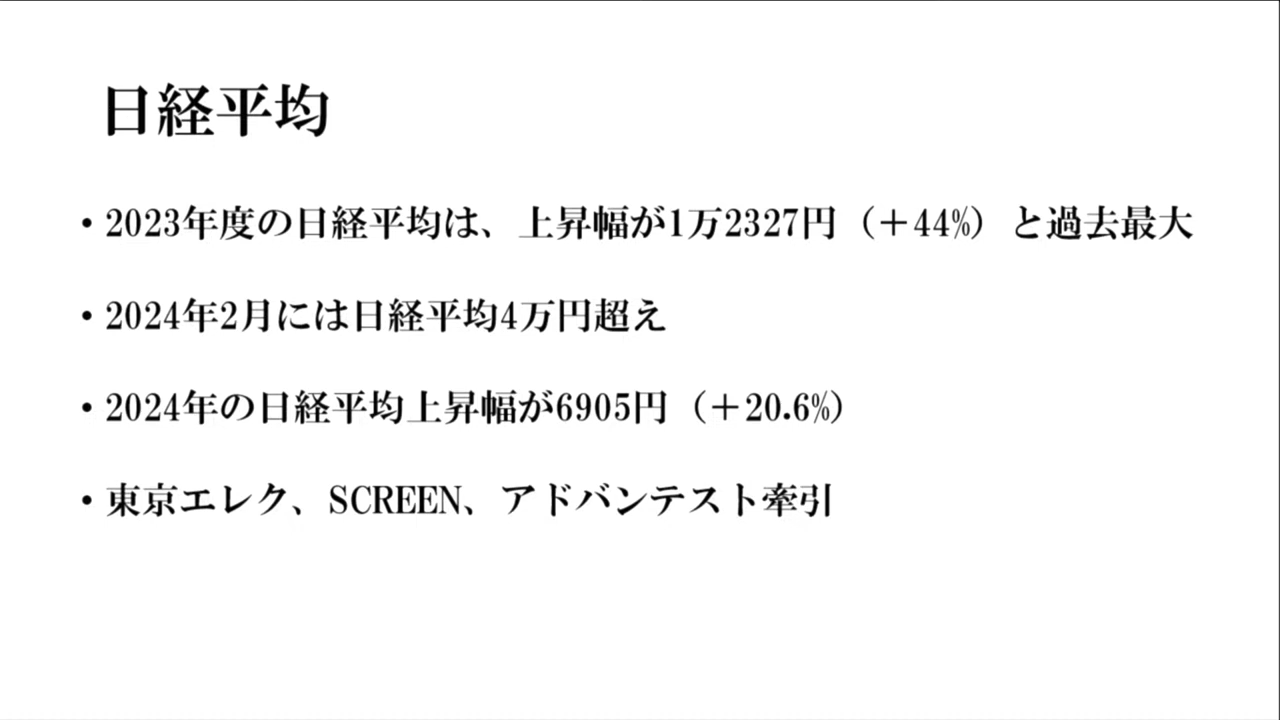 日経平均
・2023年度の日経平均は、上昇幅が1万2327円（＋44%）と過去最大
・2024年2月には日経平均4万円超え
・2024年の日経平均上昇幅が6905円（＋20.6%）
・東京エレク、SCREEN、アドバンテスト牽引